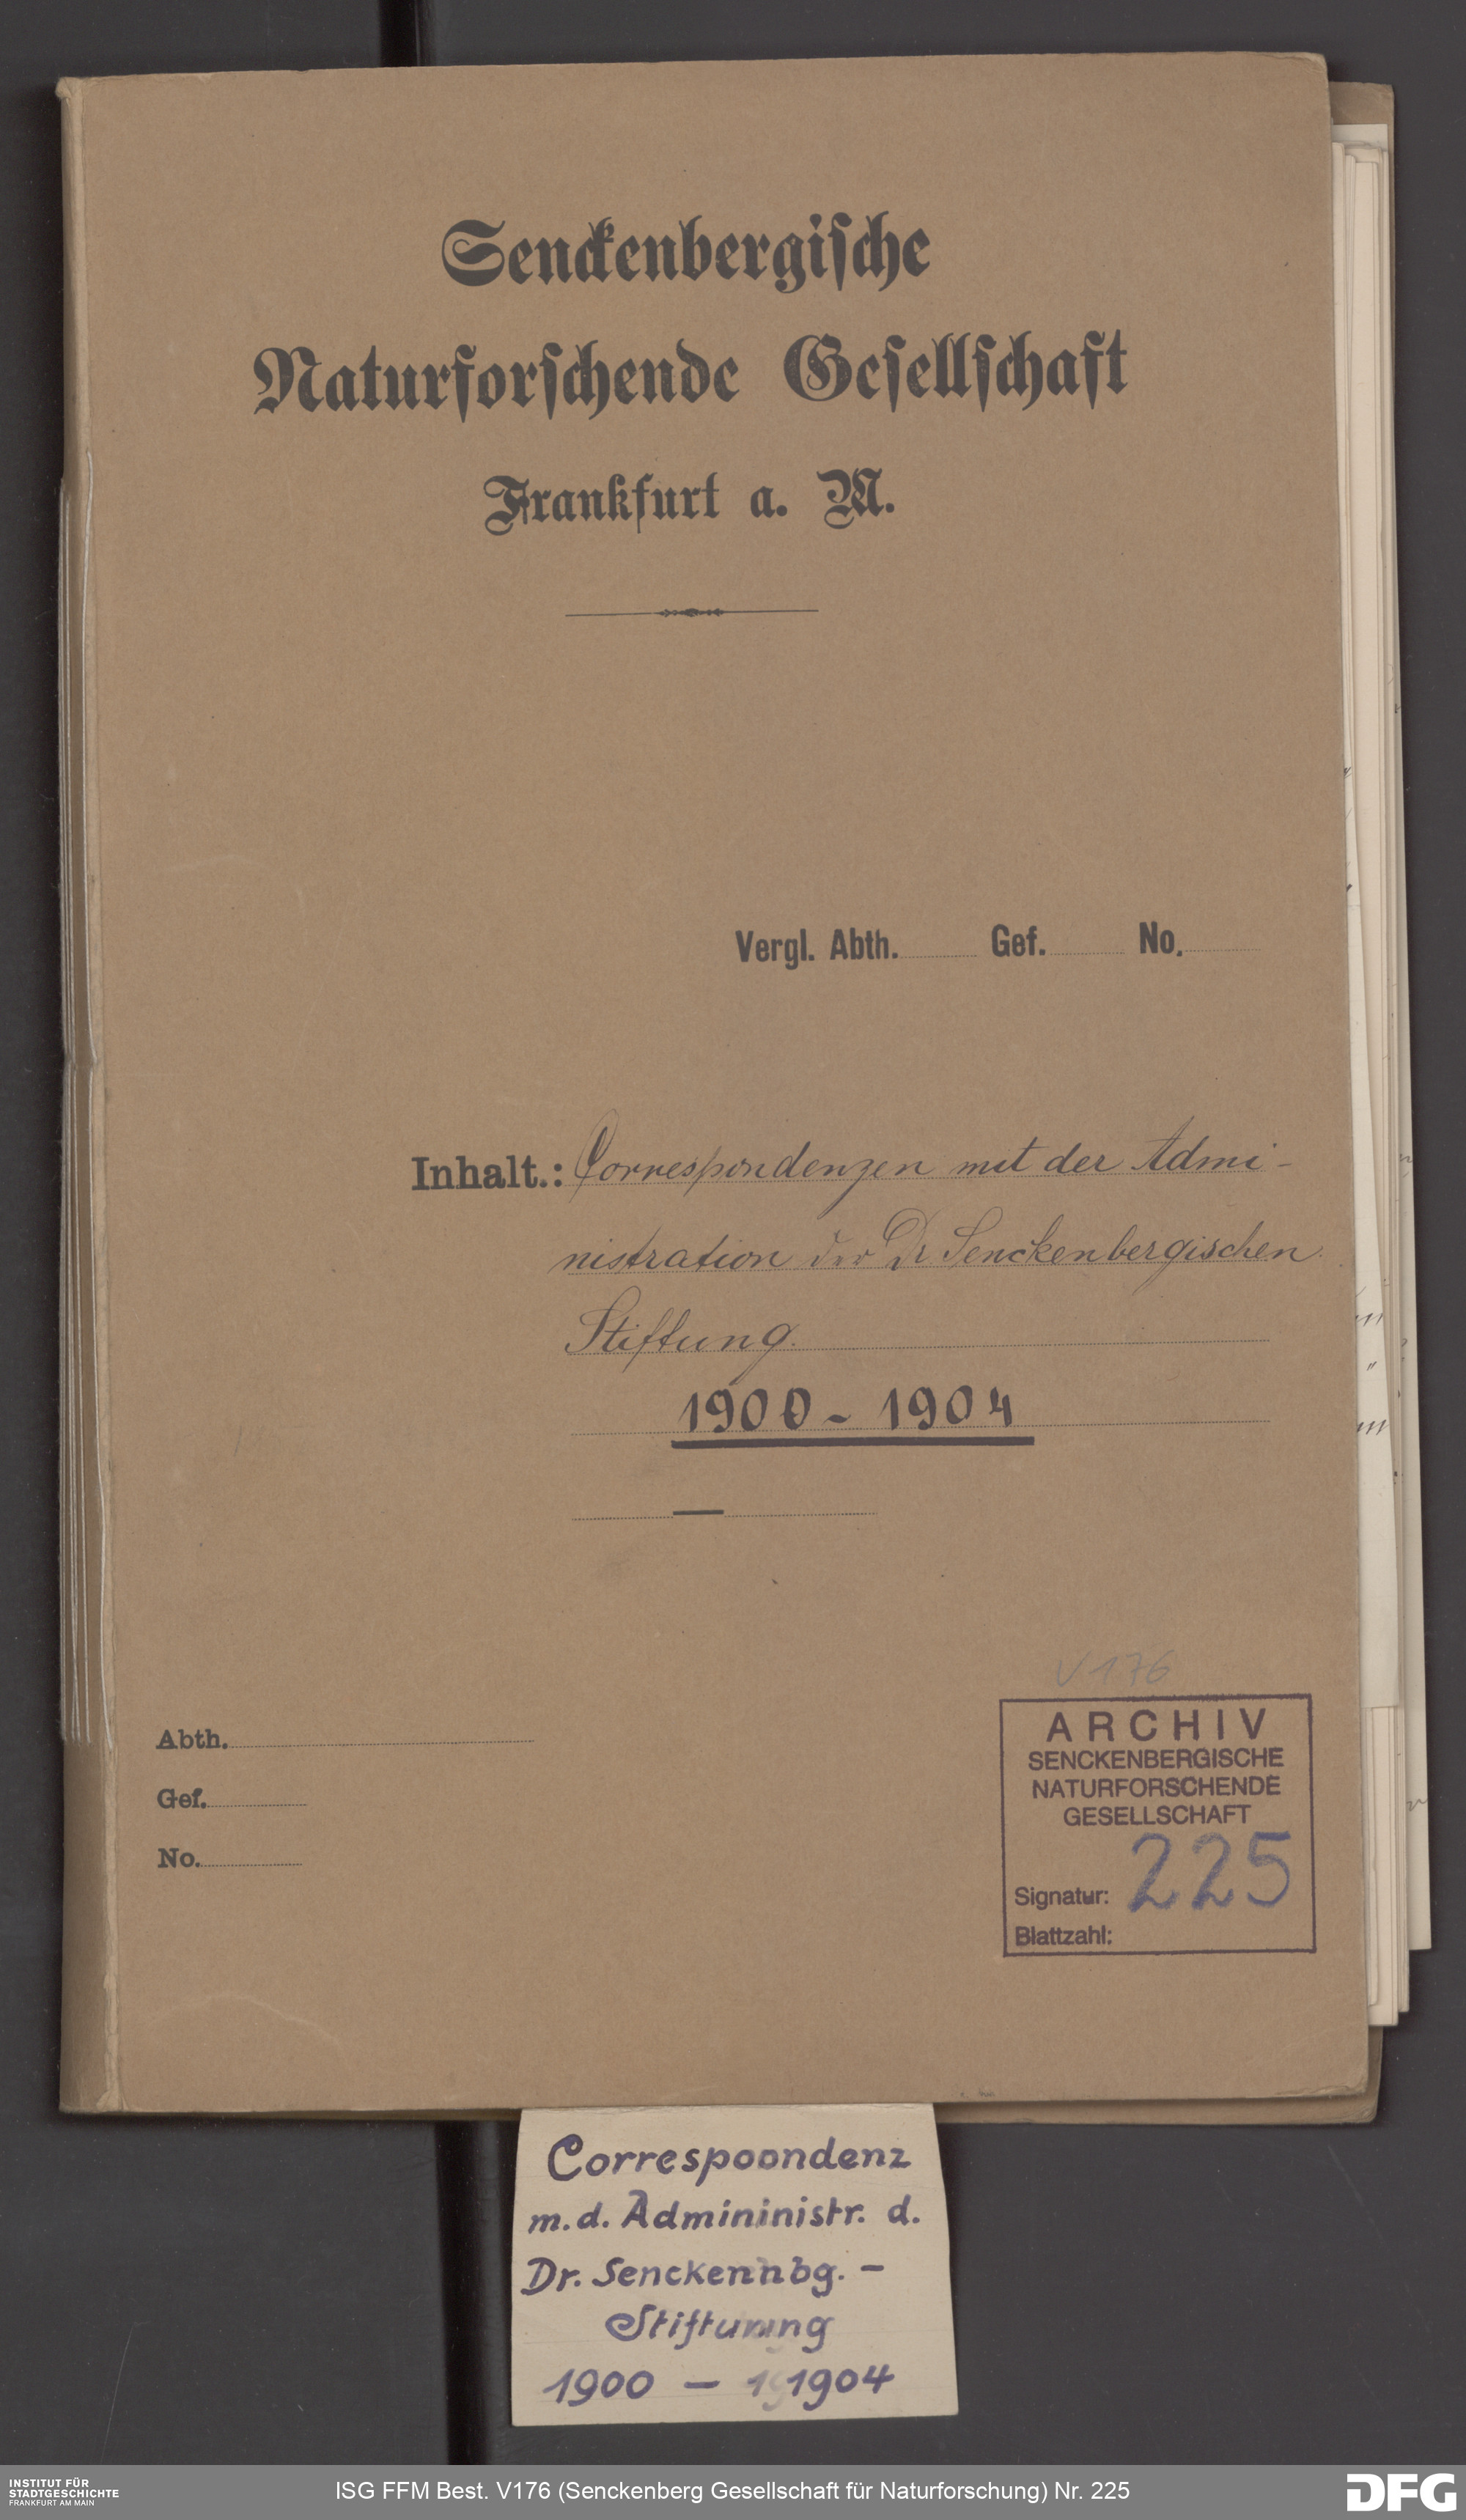 Senckenbergische
Naturforschende Gesellschaft
Frankfurt a. M.
Vergl. Abth. Gef. No.
Inhalt.: Correspondenzen mit der Admi-
nistration der Dr. Senckenbergischen
Stiftung.
1900 - 1904
V 176
Abth.
Gef.
No.
ARCHIV
SENCKENBERGISCHE
NATURFORSCHENDE
GESELLSCHAFT
Signatur: 225
Blattzahl:
Correspoondenz
m. d. Admininistr. d.
Dr. Senckennbg. -
Stiftung
1900 - 1904
INSTITUT FÜR
STADTGESCHICHTE
FRANKFURT AM MAIN
ISG FFM Best. V176 (Senckenberg Gesellschaft für Naturforschung) Nr. 225
DFG